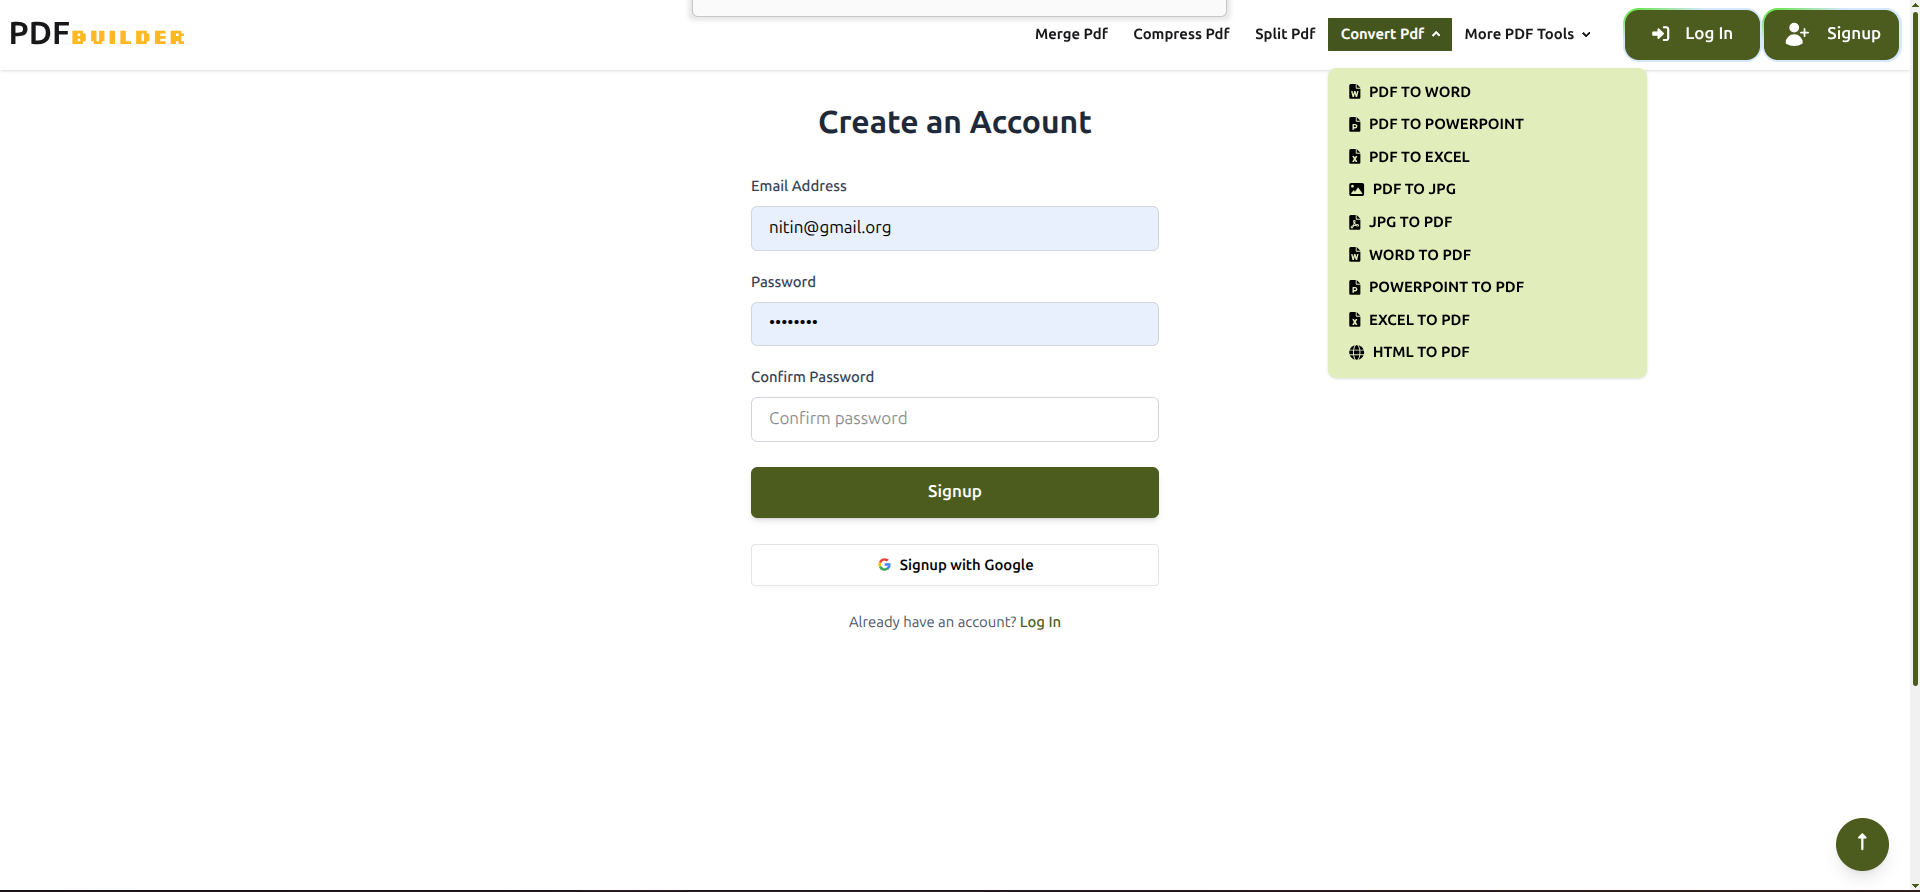 PDFBUILDER
Merge Pdf
Compress Pdf
Split Pdf
Convert Pdf
More PDF Tools
Log In
Signup
PDF TO WORD
PDF TO POWERPOINT
PDF TO EXCEL
PDF TO JPG
JPG TO PDF
WORD TO PDF
POWERPOINT TO PDF
EXCEL TO PDF
HTML TO PDF
Create an Account
Email Address
nitin@gmail.org
Password
••••••••
Confirm Password
Confirm password
Signup
Signup with Google
Already have an account? Log In